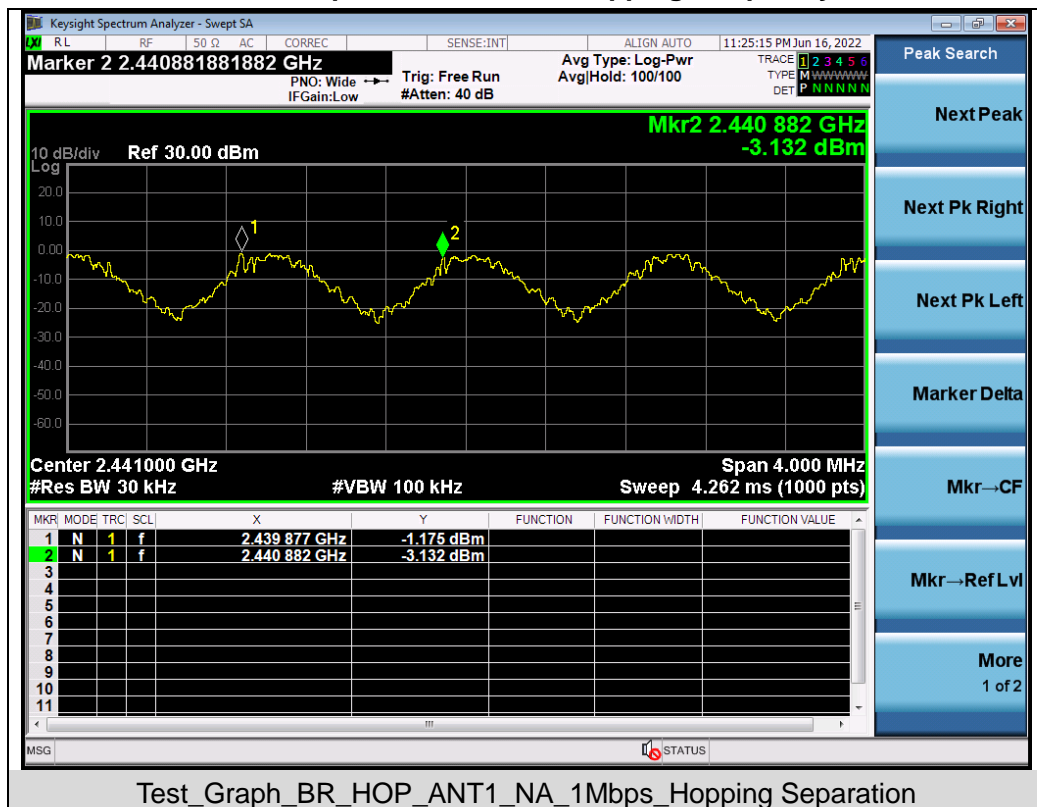 Keysight Spectrum Analyzer - Swept SA
LXI RL RF 50 Ω AC CORREC SENSE:INT ALIGN AUTO 11:25:15 PM Jun 16, 2022
Marker 2 2.440881881882 GHz
PNO: Wide
IFGain:Low
Trig: Free Run
#Atten: 40 dB
Avg Type: Log-Pwr
Avg|Hold: 100/100
TRACE 1 2 3 4 5 6
TYPE M WWWWW
DET P N N N N N
Peak Search
Mkr2 2.440 882 GHz
-3.132 dBm
10 dB/div Ref 30.00 dBm
Log
20.0
10.0
0.00
-10.0
-20.0
-30.0
-40.0
-50.0
-60.0
1
2
Center 2.441000 GHz Span 4.000 MHz
#Res BW 30 kHz #VBW 100 kHz Sweep 4.262 ms (1000 pts)
MKR MODE TRC SCL X Y FUNCTION FUNCTION WIDTH FUNCTION VALUE
1 N 1 f 2.439 877 GHz -1.175 dBm
2 N 1 f 2.440 882 GHz -3.132 dBm
3
4
5
6
7
8
9
10
11
Next Peak
Next Pk Right
Next Pk Left
Marker Delta
Mkr→CF
Mkr→Ref Lvl
More
1 of 2
MSG STATUS
Test_Graph_BR_HOP_ANT1_NA_1Mbps_Hopping Separation